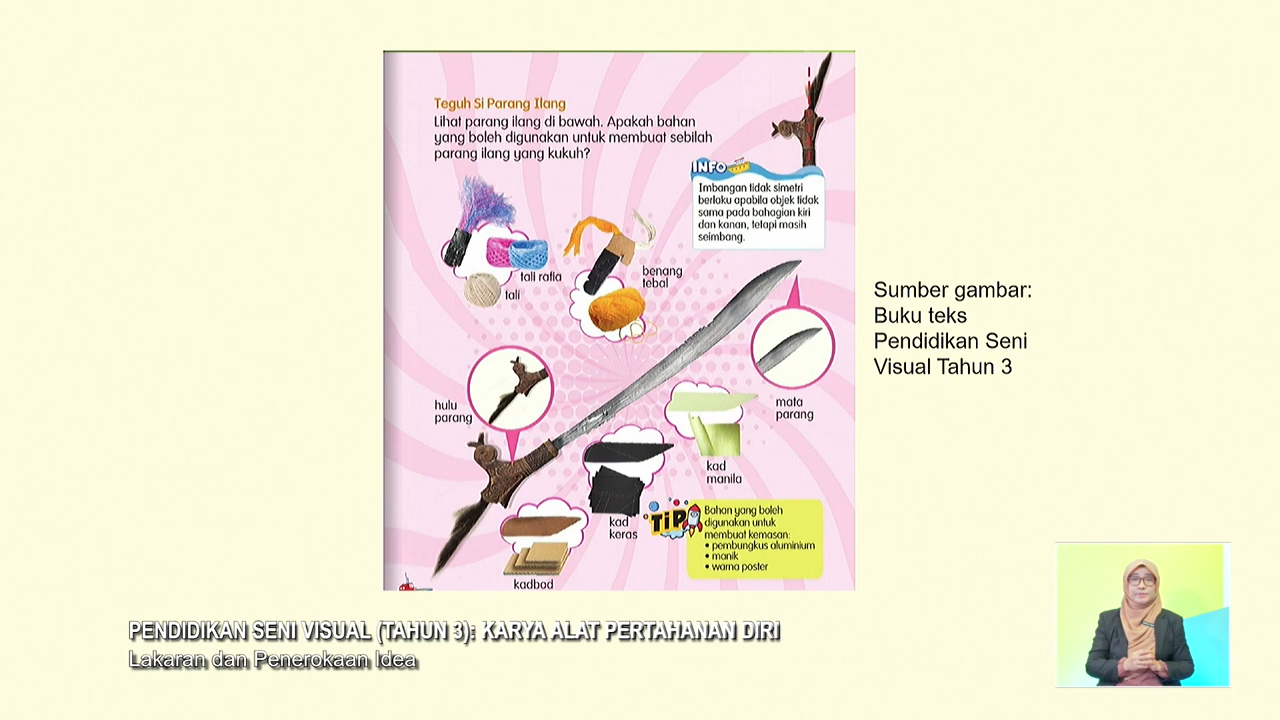 Teguh Si Parang Ilang
Lihat parang ilang di bawah. Apakah bahan
yang boleh digunakan untuk membuat sebilah
parang ilang yang kukuh?
INFO
Imbangan tidak simetri
berlaku apabila objek tidak
sama pada bahagian kiri
dan kanan, tetapi masih
seimbang.
tali rafia
tali
benang
tebal
hulu
parang
mata
parang
kad
manila
kad
keras
kadbod
TIP
Bahan yang boleh
digunakan untuk
membuat kemasan:
• pembungkus aluminium
• manik
• warna poster
Sumber gambar:
Buku teks
Pendidikan Seni
Visual Tahun 3
PENDIDIKAN SENI VISUAL (TAHUN 3): KARYA ALAT PERTAHANAN DIRI
Lakaran dan Penerokaan Idea